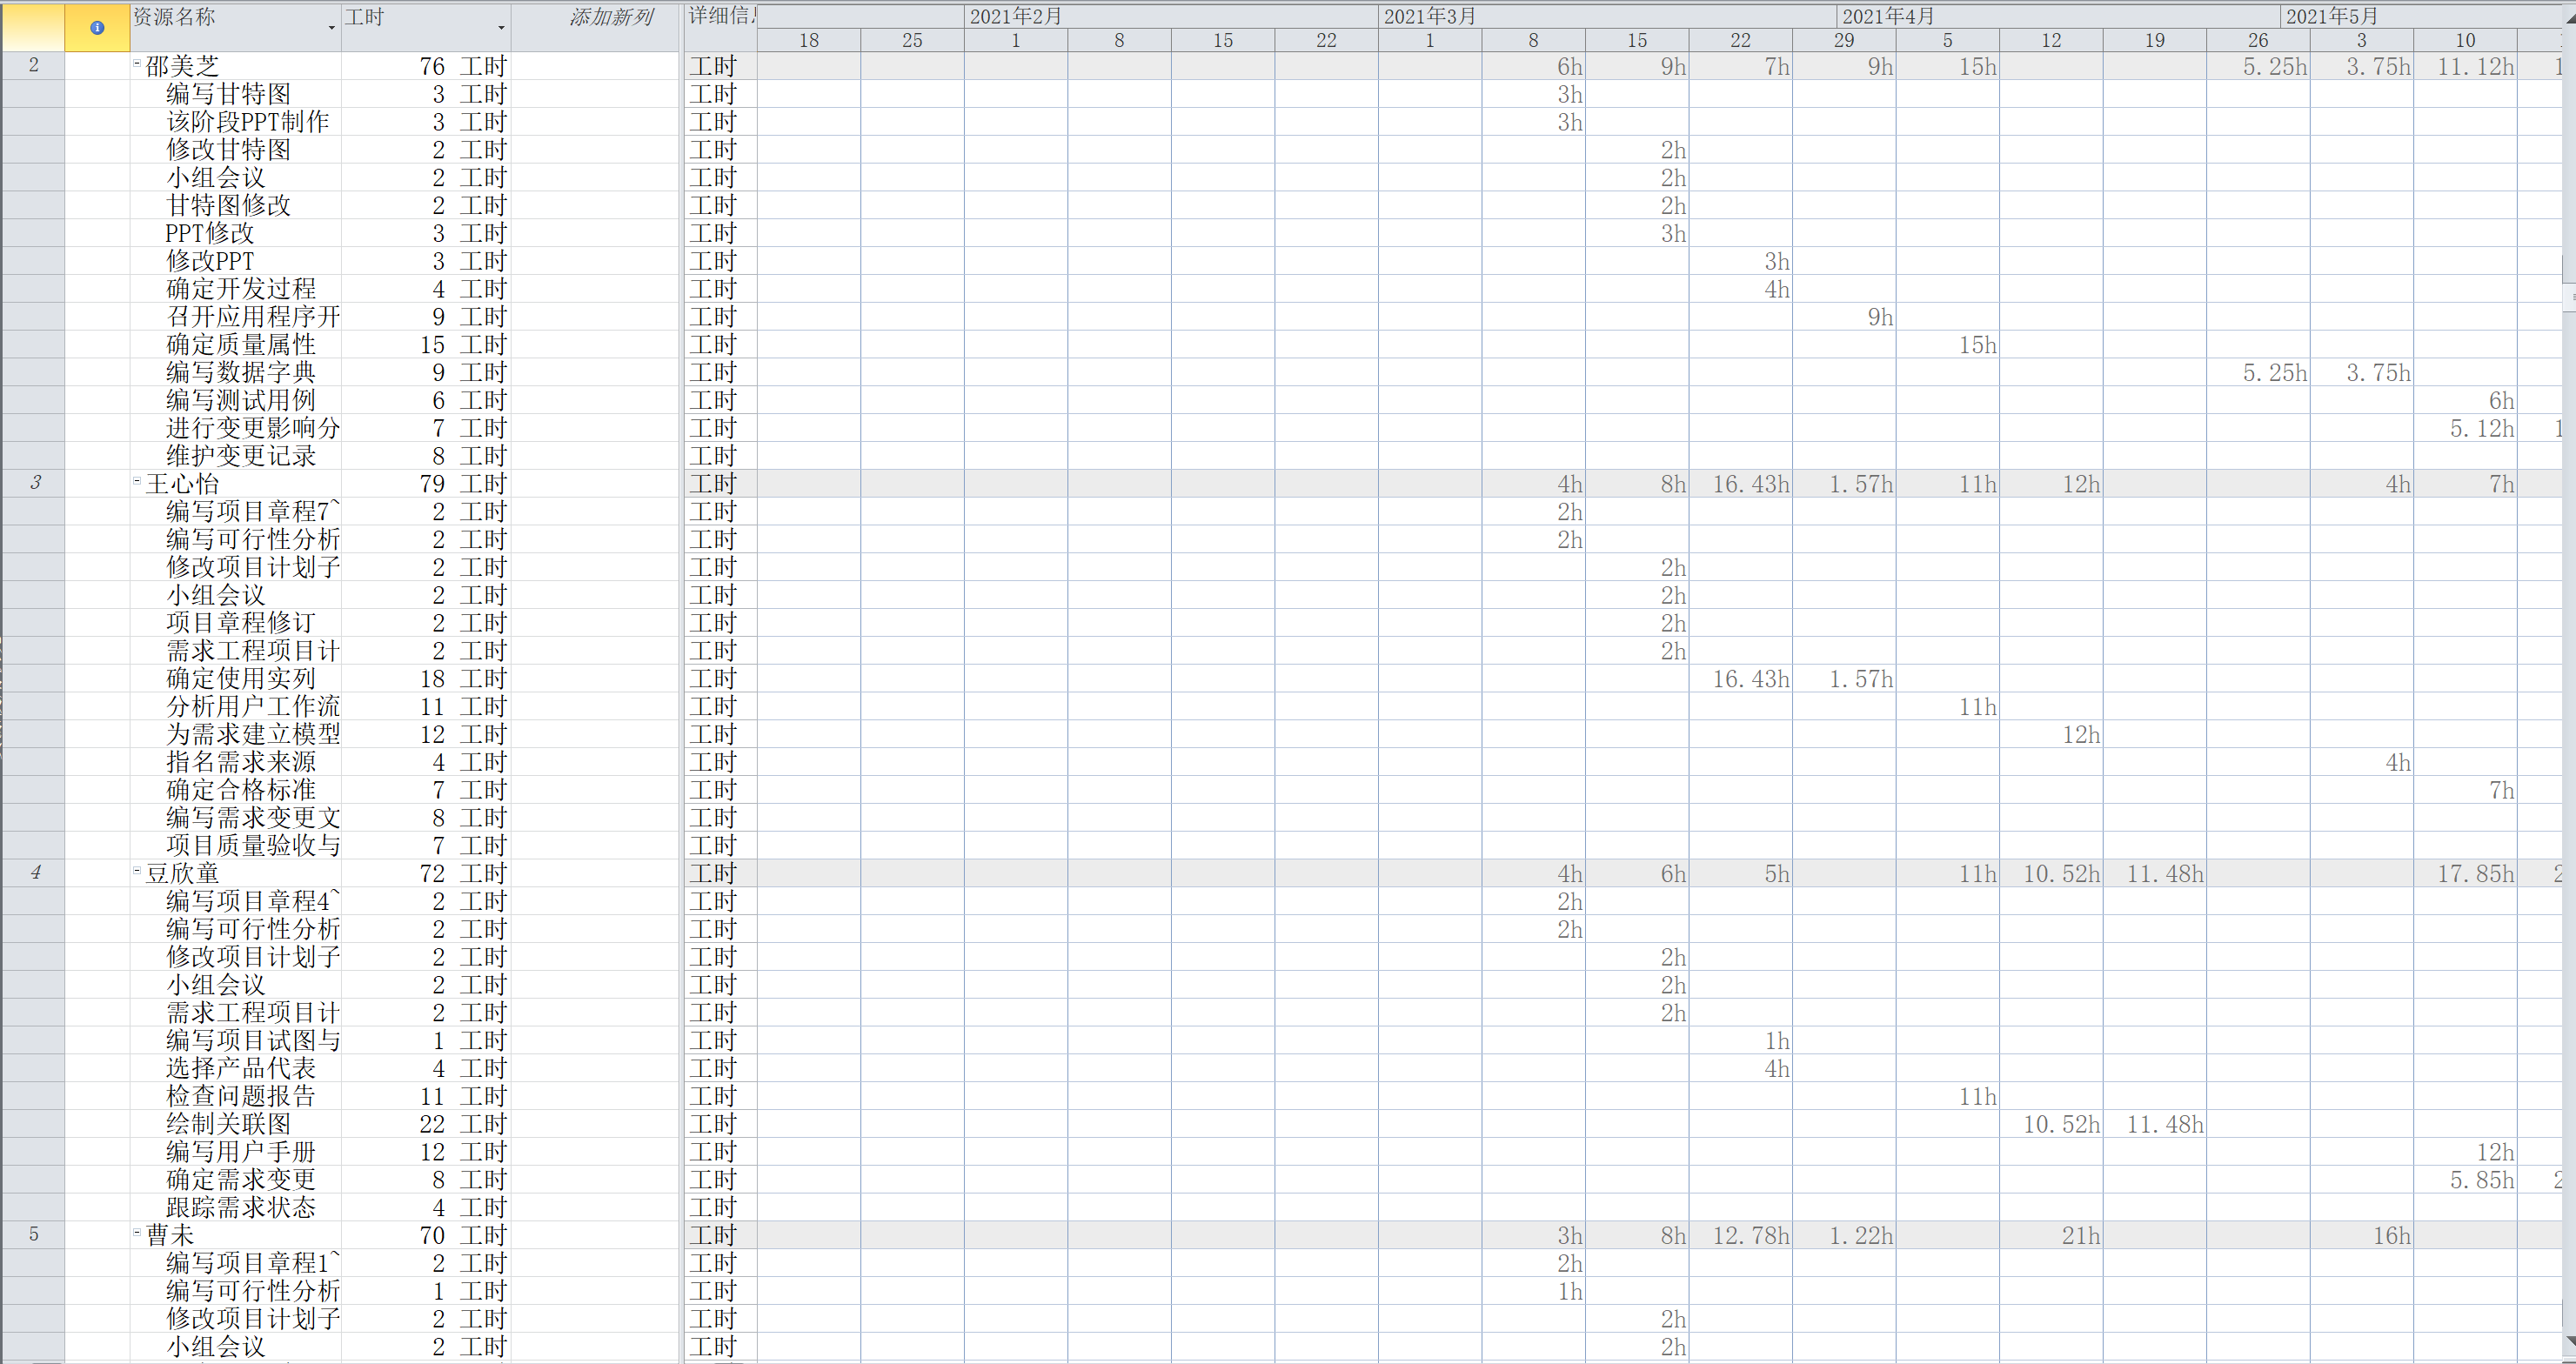 资源名称 工时 添加新列 详细信 2021年2月 2021年3月 2021年4月 2021年5月
18 25 1 8 15 22 1 8 15 22 29 5 12 19 26 3 10
2 邵美芝 76 工时 工时 6h 9h 7h 9h 15h 5.25h 3.75h 11.12h 1
编写甘特图 3 工时 工时 3h
该阶段PPT制作 3 工时 工时 3h
修改甘特图 2 工时 工时 2h
小组会议 2 工时 工时 2h
甘特图修改 2 工时 工时 2h
PPT修改 3 工时 工时 3h
修改PPT 3 工时 工时 3h
确定开发过程 4 工时 工时 4h
召开应用程序开 9 工时 工时 9h
确定质量属性 15 工时 工时 15h
编写数据字典 9 工时 工时 5.25h 3.75h
编写测试用例 6 工时 工时 6h
进行变更影响分 7 工时 工时 5.12h 1
维护变更记录 8 工时 工时
3 王心怡 79 工时 工时 4h 8h 16.43h 1.57h 11h 12h 4h 7h
编写项目章程7~ 2 工时 工时 2h
编写可行性分析 2 工时 工时 2h
修改项目计划子 2 工时 工时 2h
小组会议 2 工时 工时 2h
项目章程修订 2 工时 工时 2h
需求工程项目计 2 工时 工时 2h
确定使用实列 18 工时 工时 16.43h 1.57h
分析用户工作流 11 工时 工时 11h
为需求建立模型 12 工时 工时 12h
指名需求来源 4 工时 工时 4h
确定合格标准 7 工时 工时 7h
编写需求变更文 8 工时 工时
项目质量验收与 7 工时 工时
4 豆欣童 72 工时 工时 4h 6h 5h 11h 10.52h 11.48h 17.85h 2
编写项目章程4~ 2 工时 工时 2h
编写可行性分析 2 工时 工时 2h
修改项目计划子 2 工时 工时 2h
小组会议 2 工时 工时 2h
需求工程项目计 2 工时 工时 2h
编写项目试图与 1 工时 工时 1h
选择产品代表 4 工时 工时 4h
检查问题报告 11 工时 工时 11h
绘制关联图 22 工时 工时 10.52h 11.48h
编写用户手册 12 工时 工时 12h
确定需求变更 8 工时 工时 5.85h 2
跟踪需求状态 4 工时 工时
5 曹未 70 工时 工时 3h 8h 12.78h 1.22h 21h 16h
编写项目章程1~ 2 工时 工时 2h
编写可行性分析 1 工时 工时 1h
修改项目计划子 2 工时 工时 2h
小组会议 2 工时 工时 2h